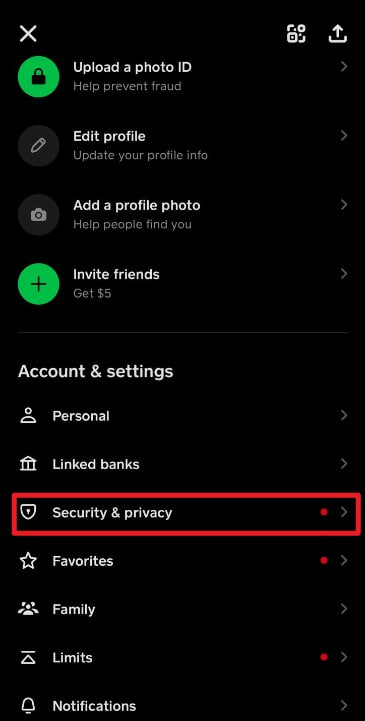 Upload a photo ID
Help prevent fraud
Edit profile
Update your profile info
Add a profile photo
Help people find you
Invite friends
Get $5
Account & settings
Personal
Linked banks
Security & privacy
Favorites
Family
Limits
Notifications